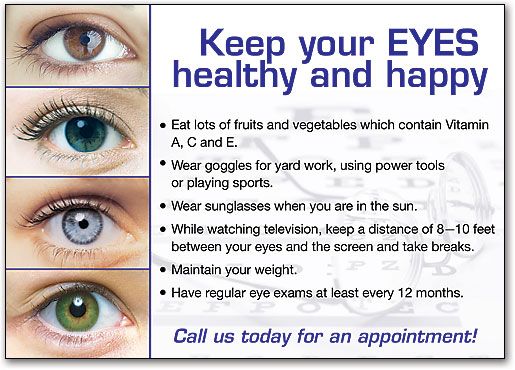 Keep your EYES
healthy and happy
• Eat lots of fruits and vegetables which contain Vitamin
A, C and E.
• Wear goggles for yard work, using power tools
or playing sports.
• Wear sunglasses when you are in the sun.
• While watching television, keep a distance of 8–10 feet
between your eyes and the screen and take breaks.
• Maintain your weight.
• Have regular eye exams at least every 12 months.
Call us today for an appointment!